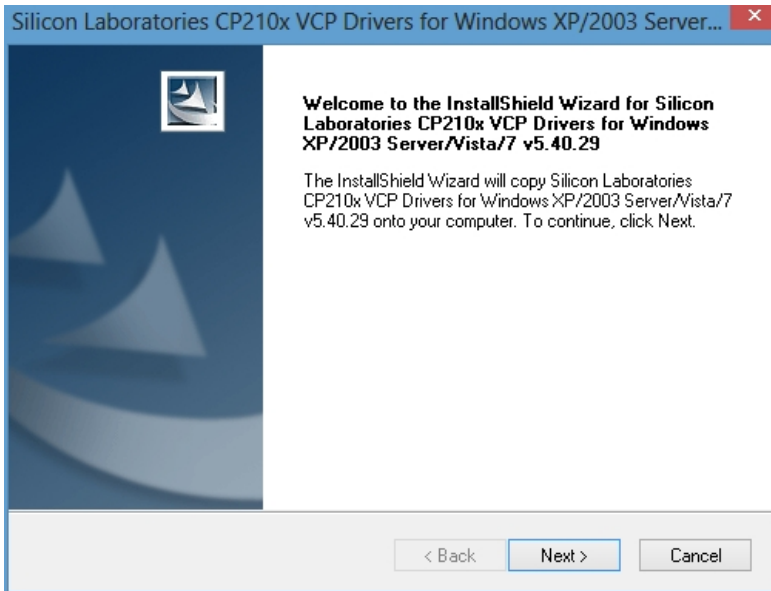 Silicon Laboratories CP210x VCP Drivers for Windows XP/2003 Server...
Welcome to the InstallShield Wizard for Silicon
Laboratories CP210x VCP Drivers for Windows
XP/2003 Server/Vista/7 v5.40.29
The InstallShield Wizard will copy Silicon Laboratories
CP210x VCP Drivers for Windows XP/2003 Server/Vista/7
v5.40.29 onto your computer. To continue, click Next.
< Back Next > Cancel